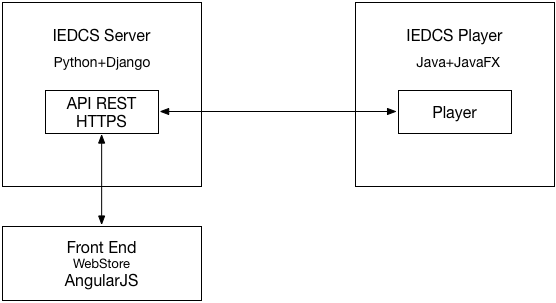 IEDCS Server
Python+Django
API REST
HTTPS
IEDCS Player
Java+JavaFX
Player
Front End
WebStore
AngularJS